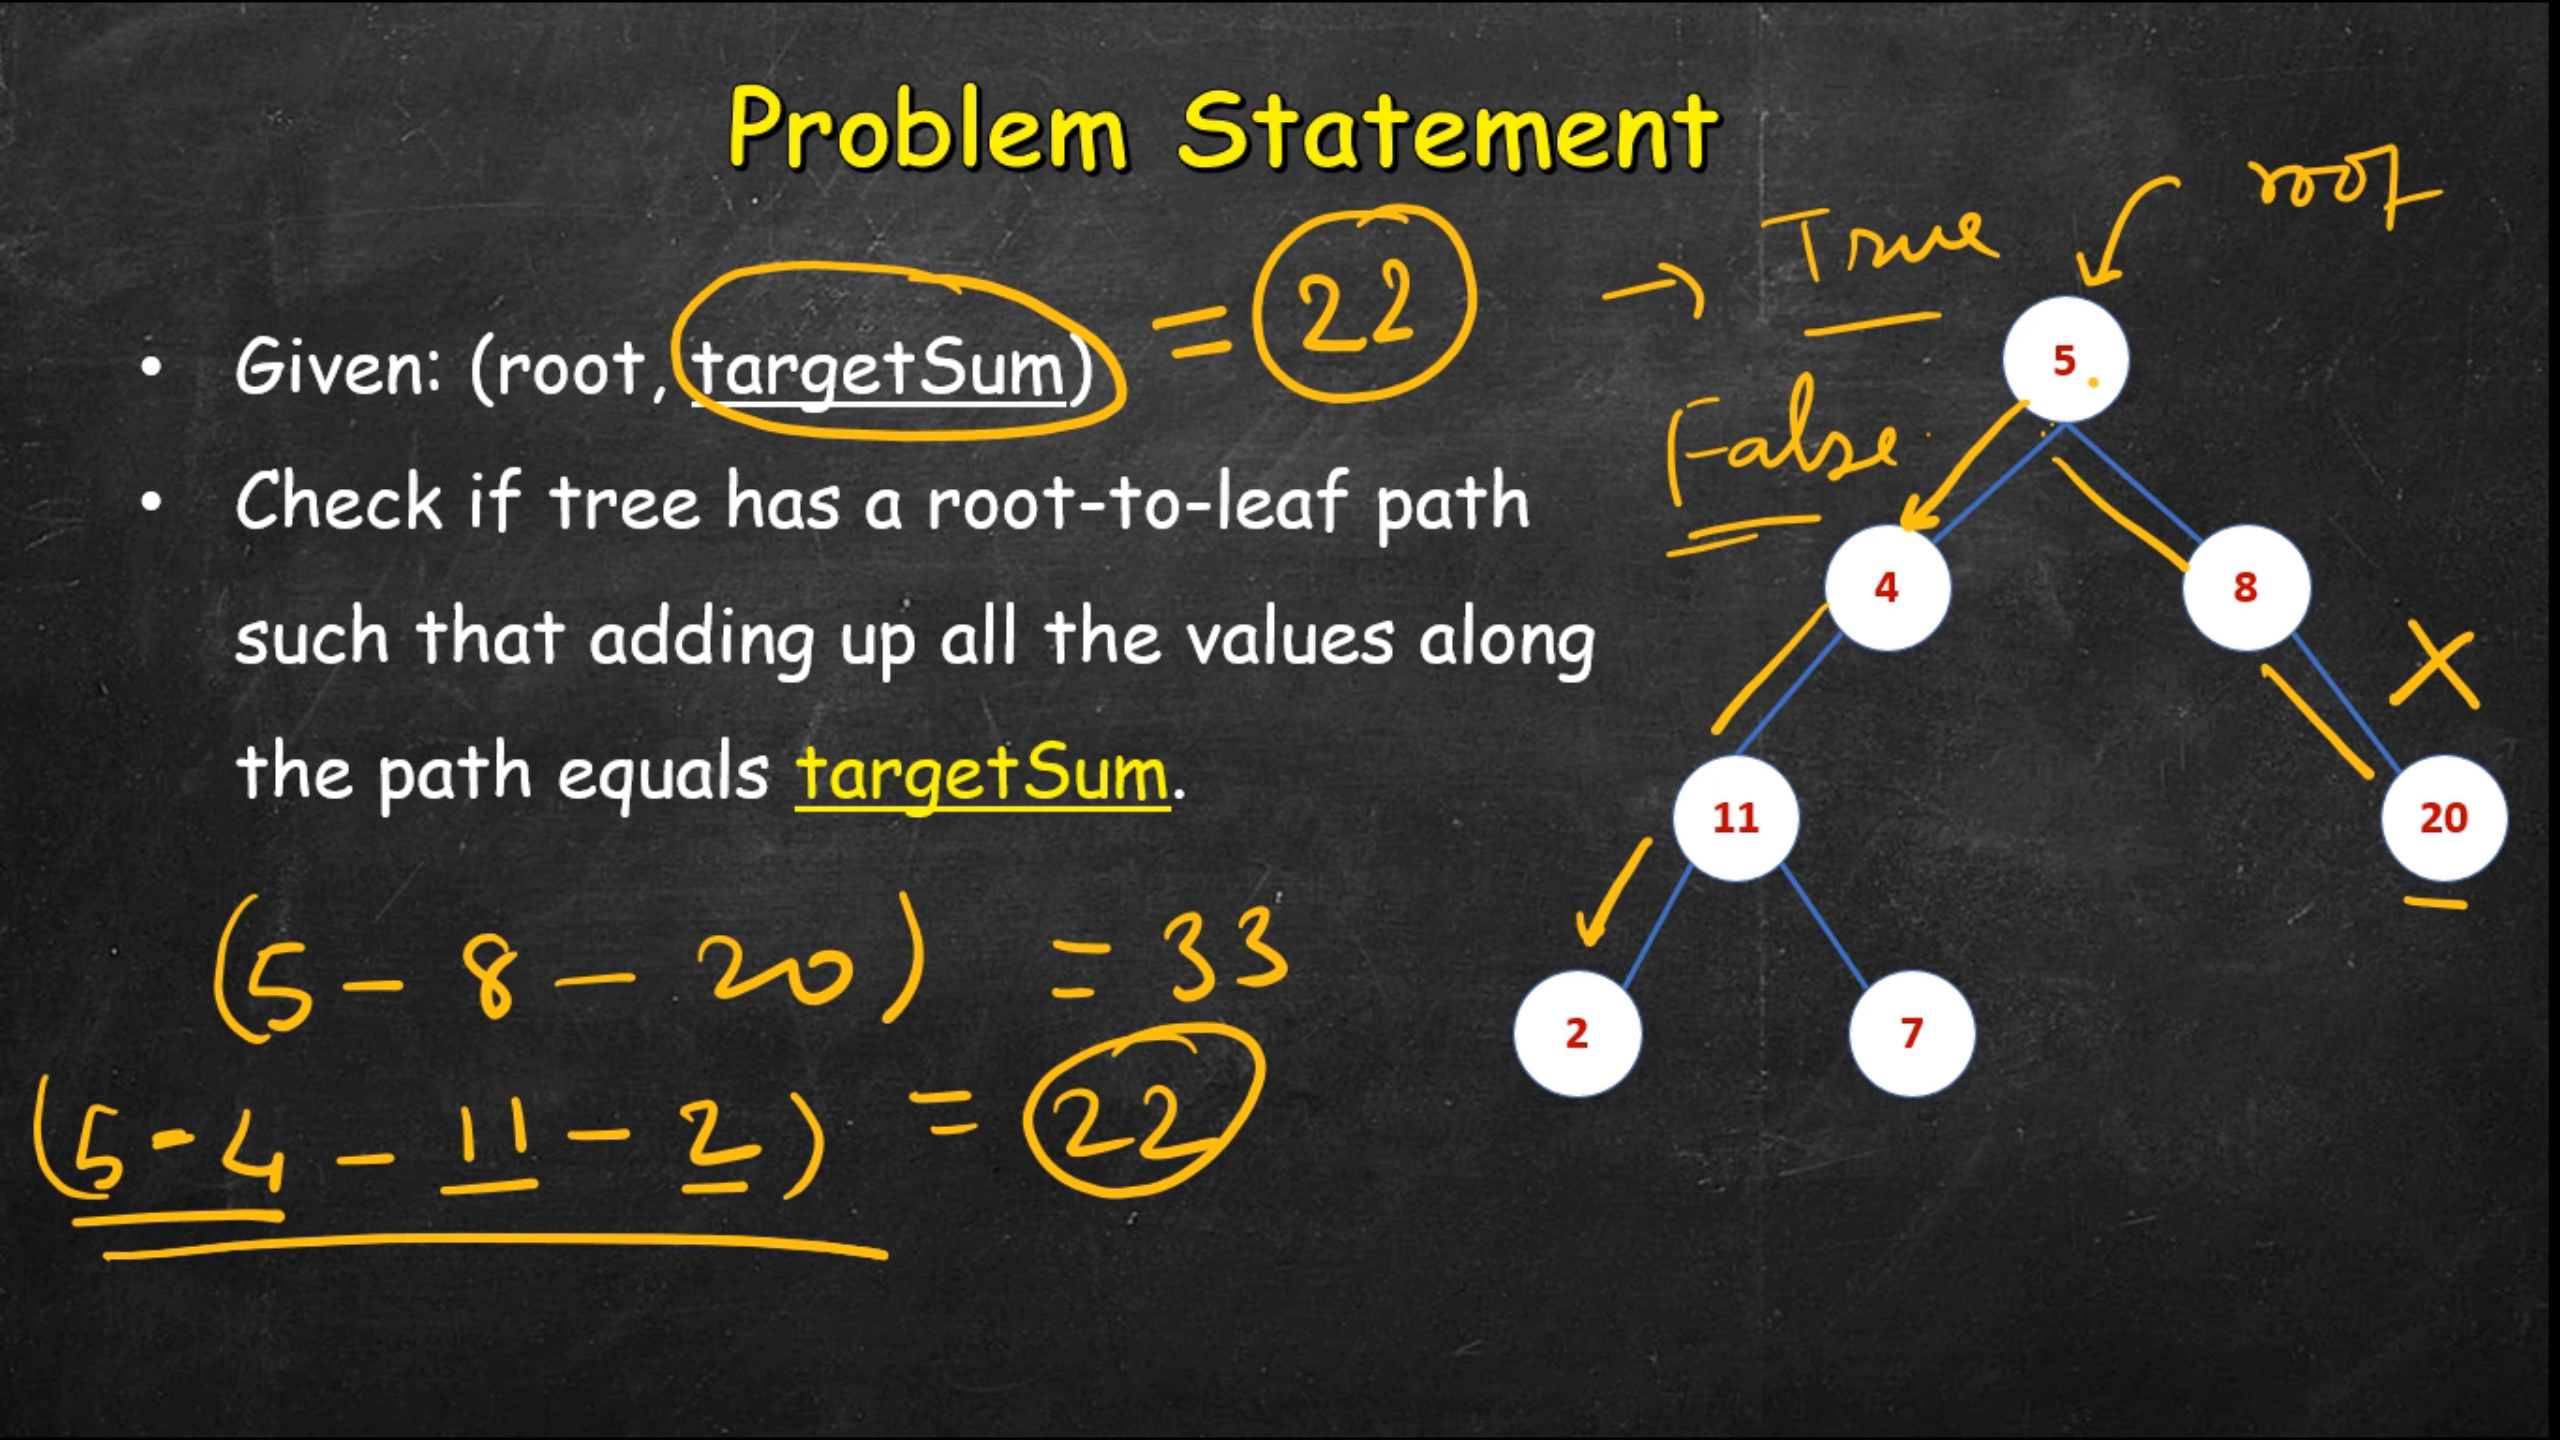 Problem Statement
root
• Given: (root, targetSum) = 22 → True
False
• Check if tree has a root-to-leaf path
such that adding up all the values along
the path equals targetSum.
(5 - 8 - 20) = 33
(5 - 4 - 11 - 2) = 22
5
4 8
X
11 20
2 7